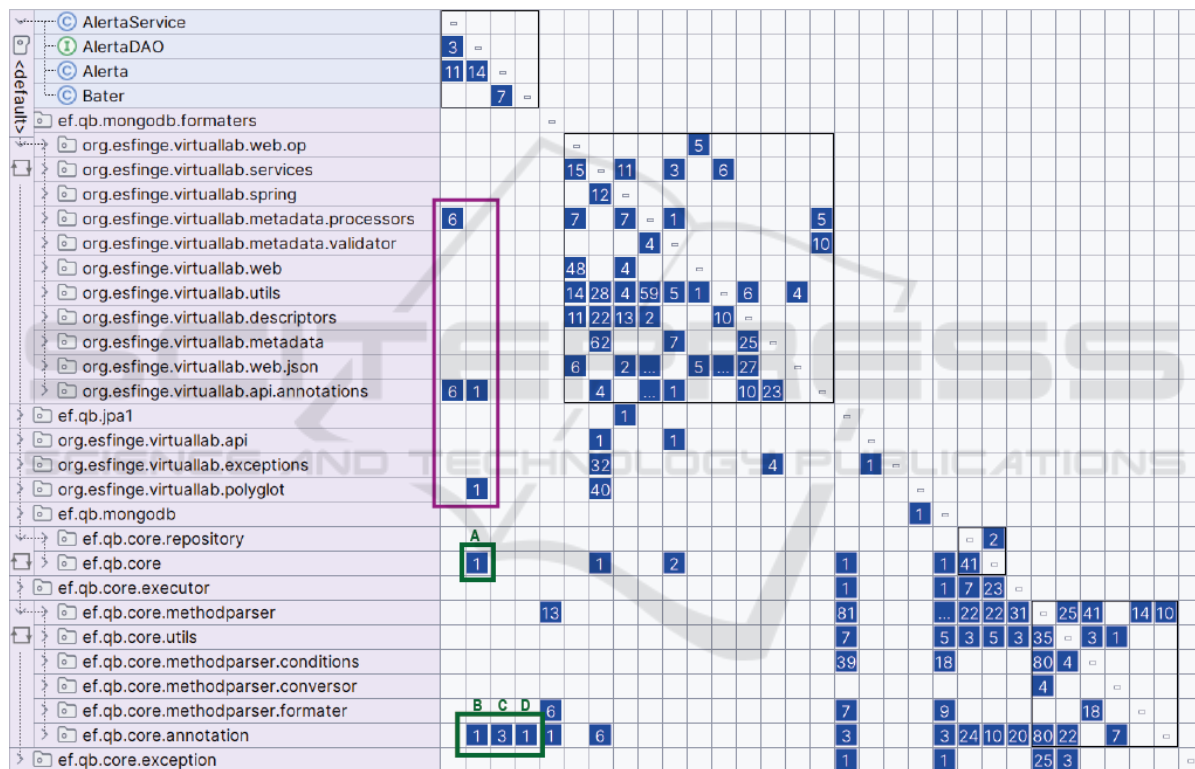 AlertaService
3 AlertaDAO
11 14 Alerta
7 Bater
<default>
ef.qb.mongodb.formaters
org.esfinge.virtuallab.web.op 5
org.esfinge.virtuallab.services 15 11 3 6
org.esfinge.virtuallab.spring 12
org.esfinge.virtuallab.metadata.processors 6 7 7 1 5
org.esfinge.virtuallab.metadata.validator 4 10
org.esfinge.virtuallab.web 48 4
org.esfinge.virtuallab.utils 14 28 4 59 5 1 6 4
org.esfinge.virtuallab.descriptors 11 22 13 2 10
org.esfinge.virtuallab.metadata 62 7 25
org.esfinge.virtuallab.web.json 6 2 ... 5 ... 27
org.esfinge.virtuallab.api.annotations 6 1 4 ... 1 10 23
ef.qb.jpa1 1
org.esfinge.virtuallab.api 1 1
org.esfinge.virtuallab.exceptions 32 4 1
org.esfinge.virtuallab.polyglot 1 40
ef.qb.mongodb 1
ef.qb.core.repository A 2
ef.qb.core 1 1 2 1 1 41
ef.qb.core.executor 1 1 7 23
ef.qb.core.methodparser 13 81 ... 22 22 31 25 41 14 10
ef.qb.core.utils 7 5 3 5 3 35 3 1
ef.qb.core.methodparser.conditions 39 18 80 4
ef.qb.core.methodparser.conversor 4
ef.qb.core.methodparser.formater B C D 6 7 9 18
ef.qb.core.annotation 1 3 1 1 6 3 3 24 10 20 80 22 7
ef.qb.core.exception 1 1 25 3
SCITEPRESS
SCIENCE AND TECHNOLOGY PUBLICATIONS